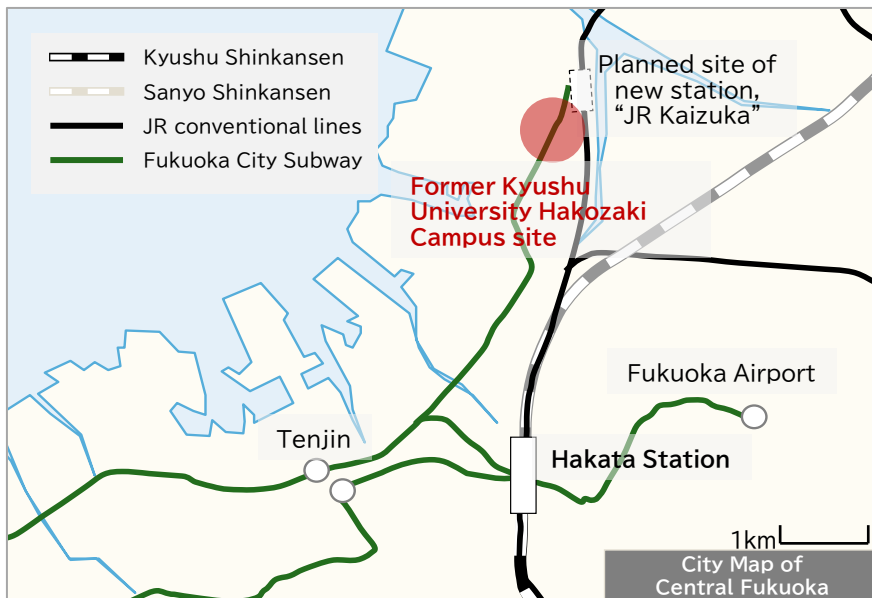 Kyushu Shinkansen
Sanyo Shinkansen
JR conventional lines
Fukuoka City Subway
Planned site of
new station,
“JR Kaizuka”
Former Kyushu
University Hakozaki
Campus site
Fukuoka Airport
Tenjin
Hakata Station
1km
City Map of
Central Fukuoka